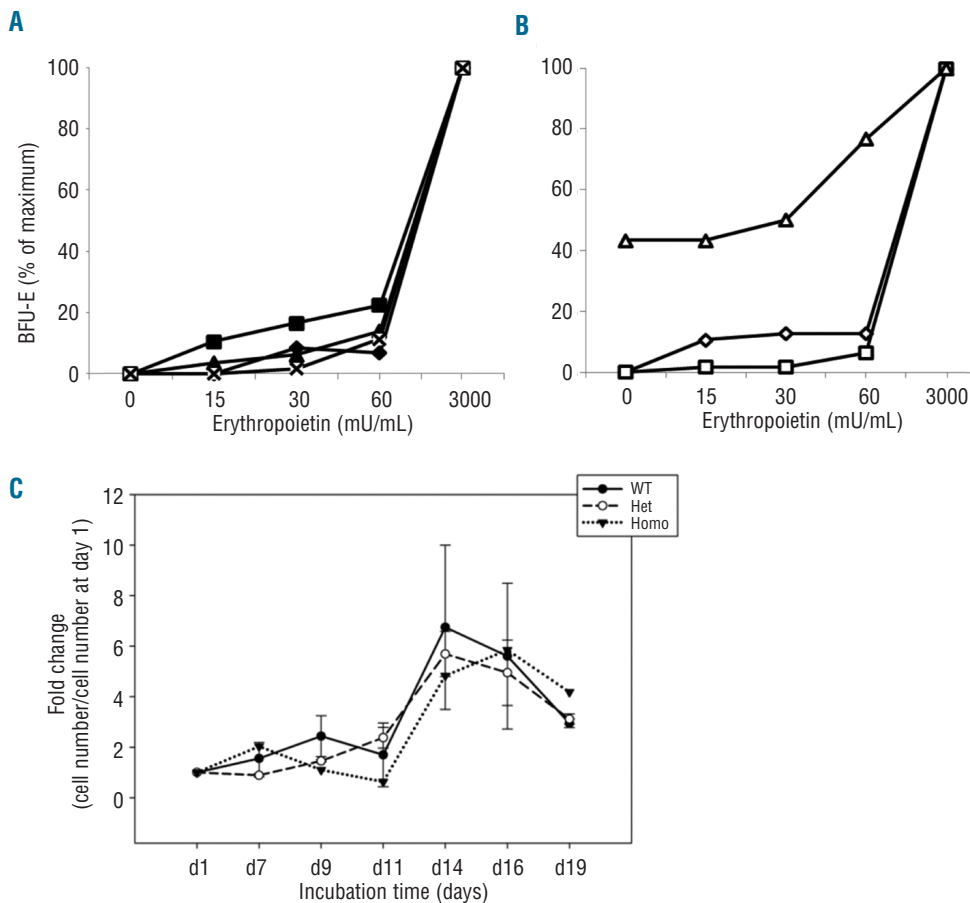 A
BFU-E (% of maximum)
100
80
60
40
20
0
0 15 30 60 3000
Erythropoietin (mU/mL)
B
100
80
60
40
20
0
0 15 30 60 3000
Erythropoietin (mU/mL)
C
Fold change
(cell number/cell number at day 1)
12
10
8
6
4
2
0
WT
Het
Homo
d1 d7 d9 d11 d14 d16 d19
Incubation time (days)